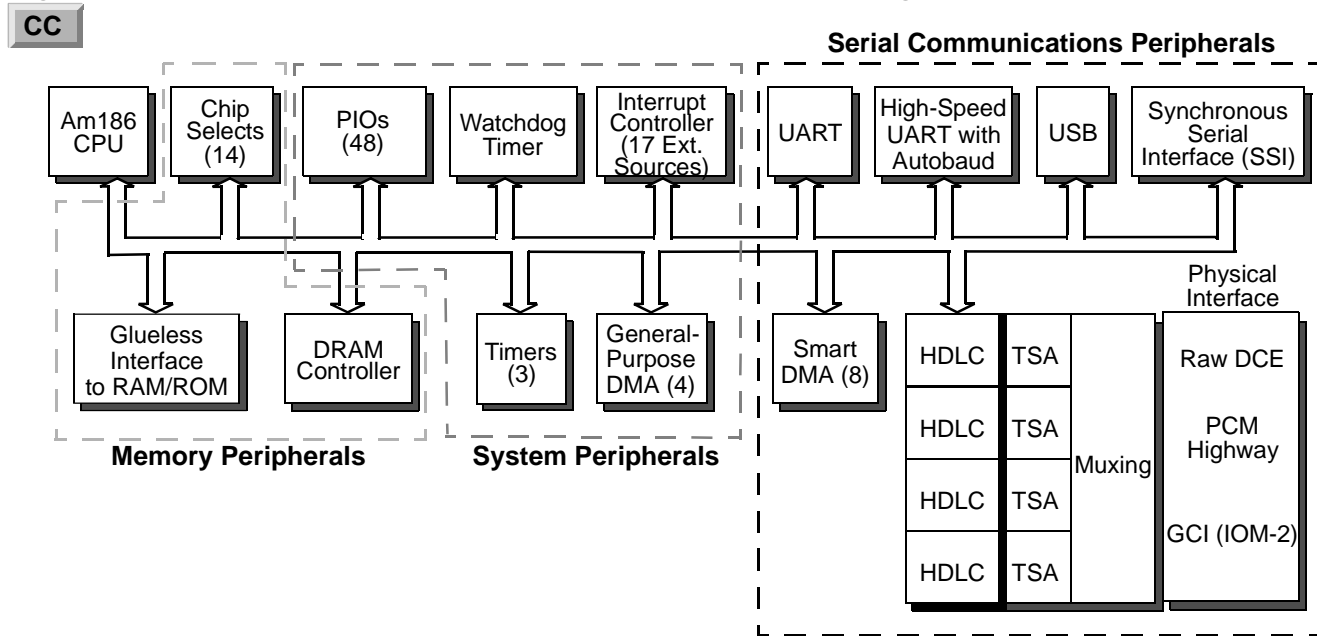 CC
Serial Communications Peripherals
Am186
CPU
Chip
Selects
(14)
PIOs
(48)
Watchdog
Timer
Interrupt
Controller
(17 Ext.
Sources)
UART
High-Speed
UART with
Autobaud
USB
Synchronous
Serial
Interface (SSI)
Glueless
Interface
to RAM/ROM
DRAM
Controller
Timers
(3)
General-
Purpose
DMA (4)
Smart
DMA (8)
HDLC
TSA
HDLC
TSA
HDLC
TSA
HDLC
TSA
Muxing
Physical
Interface
Raw DCE
PCM
Highway
GCI (IOM-2)
Memory Peripherals
System Peripherals